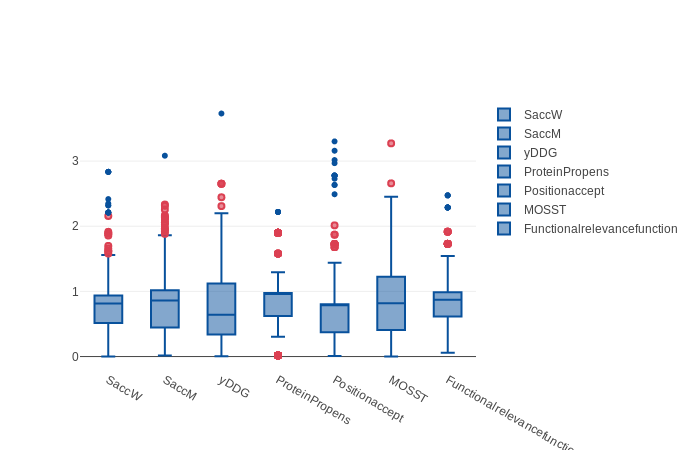 3
2
1
0
SaccW
SaccM
yDDG
ProteinPropens
Positionaccept
MOSST
Functionalrelevancefunctio
SaccW
SaccM
yDDG
ProteinPropens
Positionaccept
MOSST
Functionalrelevancefunction